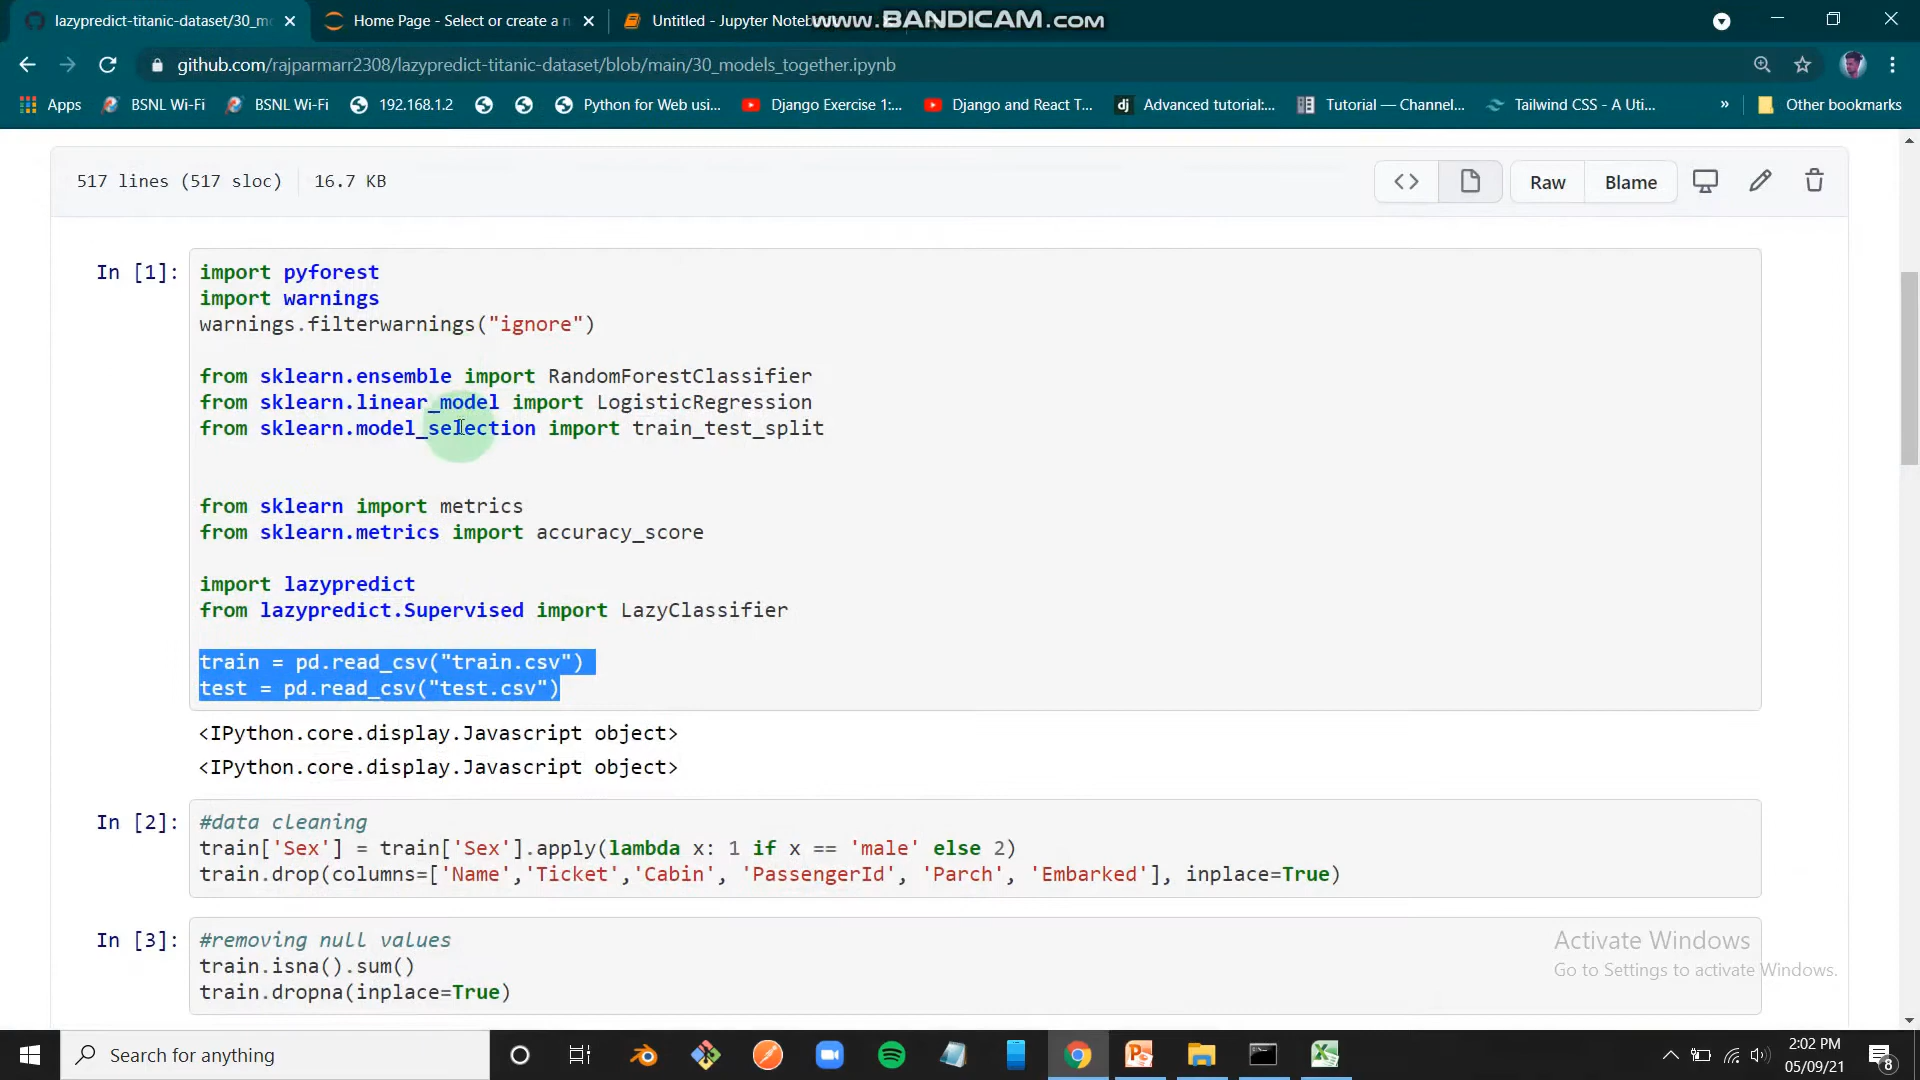 lazypredict-titanic-dataset/30_m
Home Page - Select or create a n
Untitled - Jupyter Noteb
www.BANDICAM.COM
github.com/rajparmarr2308/lazypredict-titanic-dataset/blob/main/30_models_together.ipynb
Apps
BSNL Wi-Fi
BSNL Wi-Fi
192.168.1.2
Python for Web usi...
Django Exercise 1:...
Django and React T...
dj
Advanced tutorial:...
Tutorial — Channel...
Tailwind CSS - A Uti...
»
Other bookmarks
517 lines (517 sloc)
16.7 KB
<>
Raw
Blame
In [1]:
import pyforest
import warnings
warnings.filterwarnings("ignore")
from sklearn.ensemble import RandomForestClassifier
from sklearn.linear_model import LogisticRegression
from sklearn.model_selection import train_test_split
from sklearn import metrics
from sklearn.metrics import accuracy_score
import lazypredict
from lazypredict.Supervised import LazyClassifier
train = pd.read_csv("train.csv")
test = pd.read_csv("test.csv")
<IPython.core.display.Javascript object>
<IPython.core.display.Javascript object>
In [2]:
#data cleaning
train['Sex'] = train['Sex'].apply(lambda x: 1 if x == 'male' else 2)
train.drop(columns=['Name','Ticket','Cabin', 'PassengerId', 'Parch', 'Embarked'], inplace=True)
In [3]:
#removing null values
train.isna().sum()
train.dropna(inplace=True)
Activate Windows
Go to Settings to activate Windows.
Search for anything
2:02 PM
05/09/21
8